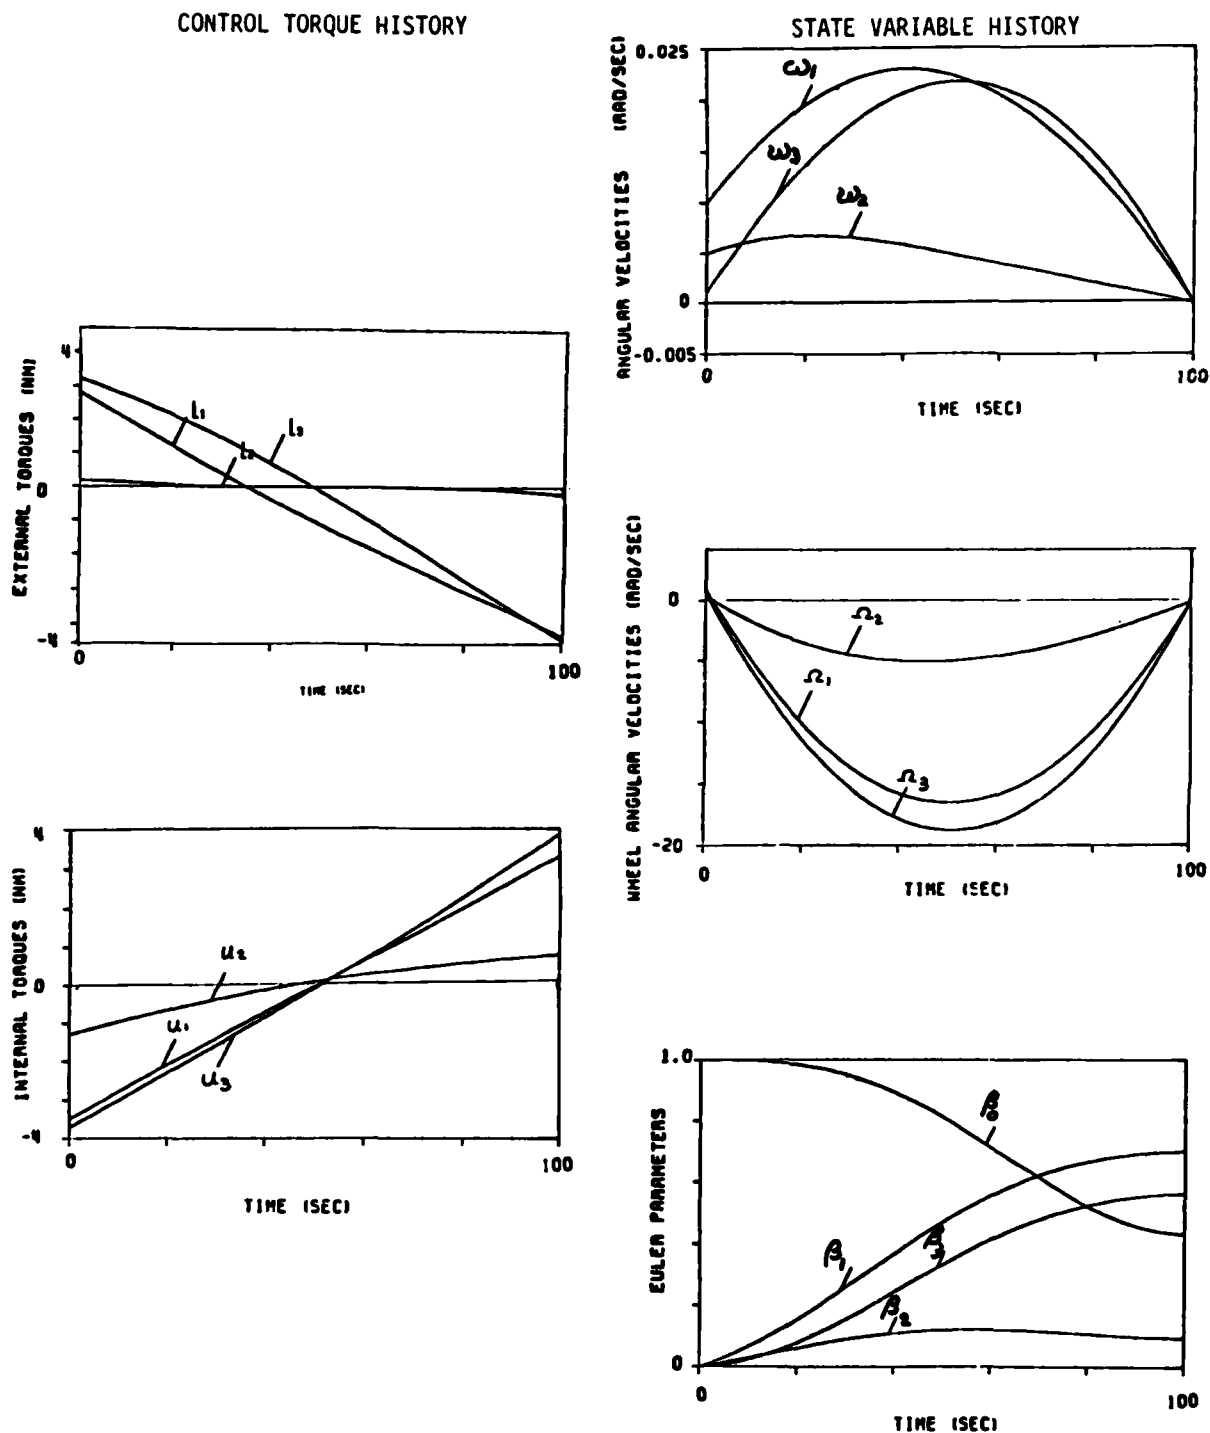 CONTROL TORQUE HISTORY
EXTERNAL TORQUES (NM)
4
0
-4
l₁
l₂
l₃
0
100
TIME (SEC)
INTERNAL TORQUES (NM)
4
0
-4
u₂
u₁
u₃
0
100
TIME (SEC)
STATE VARIABLE HISTORY
ANGULAR VELOCITIES (RAD/SEC)
0.025
0
-0.005
ω₁
ω₃
ω₂
0
100
TIME (SEC)
WHEEL ANGULAR VELOCITIES (RAD/SEC)
0
-20
Ω₂
Ω₁
Ω₃
0
100
TIME (SEC)
EULER PARAMETERS
1.0
0
β₀
β₁
β₃
β₂
0
100
TIME (SEC)